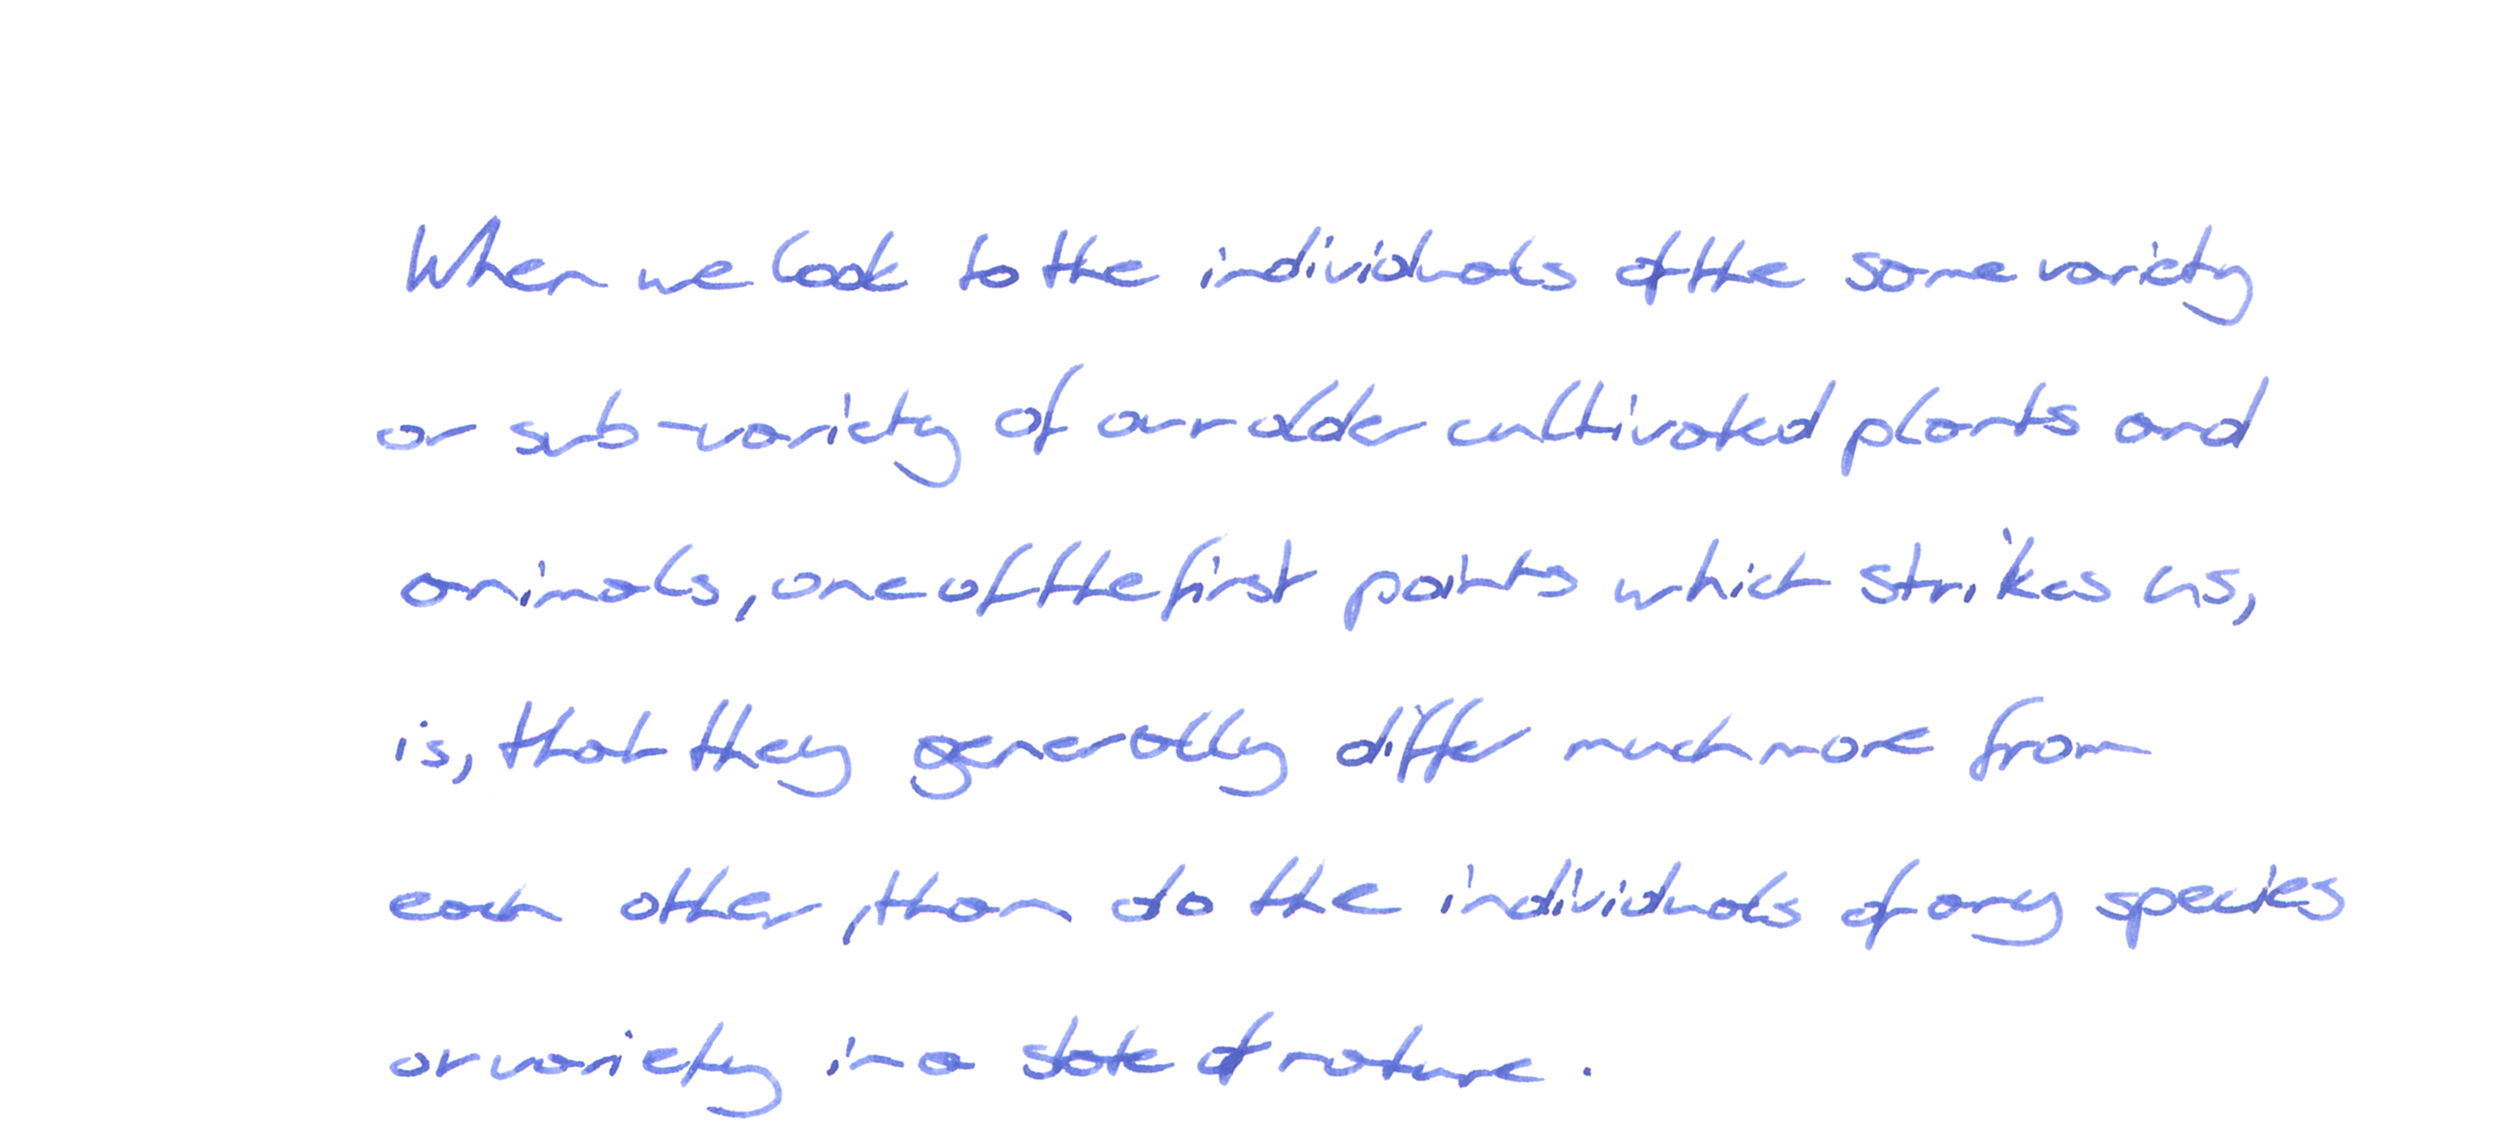 When we look to the individuals of the same variety
or sub-variety of our older cultivated plants and
animals, one of the first points which strikes us,
is, that they generally differ much more from
each other, than do the individuals of any species
or variety in a state of nature.